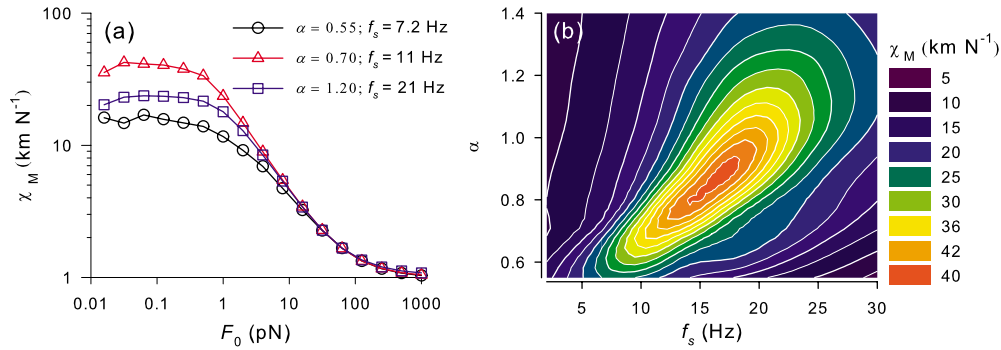 (a)
α = 0.55; fs = 7.2 Hz
α = 0.70; fs = 11 Hz
α = 1.20; fs = 21 Hz
100
10
1
χ M (km N-1)
0.01 0.1 1 10 100 1000
F0 (pN)
(b)
1.4
1.2
1.0
0.8
0.6
α
5 10 15 20 25 30
fs (Hz)
χM (km N-1)
5
10
15
20
25
30
36
42
40